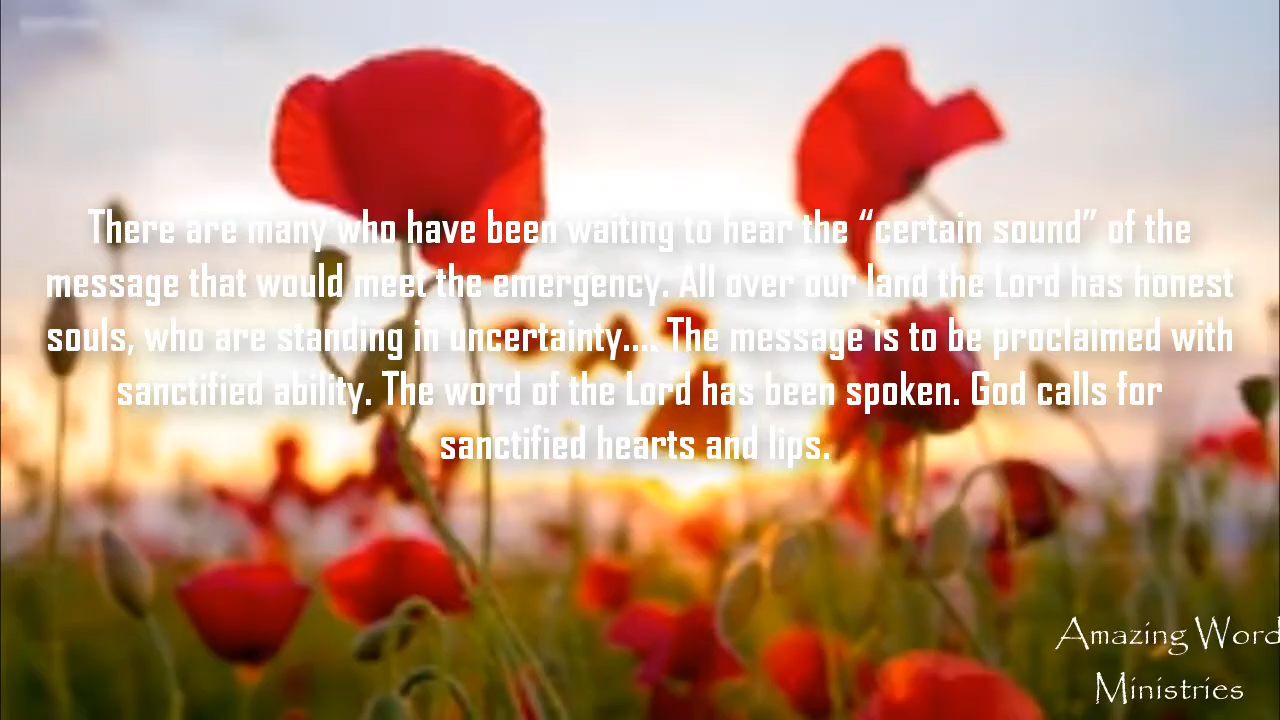 There are many who have been waiting to hear the “certain sound” of the
message that would meet the emergency. All over our land the Lord has honest
souls, who are standing in uncertainty.... The message is to be proclaimed with
sanctified ability. The word of the Lord has been spoken. God calls for
sanctified hearts and lips.
Amazing Word
Ministries